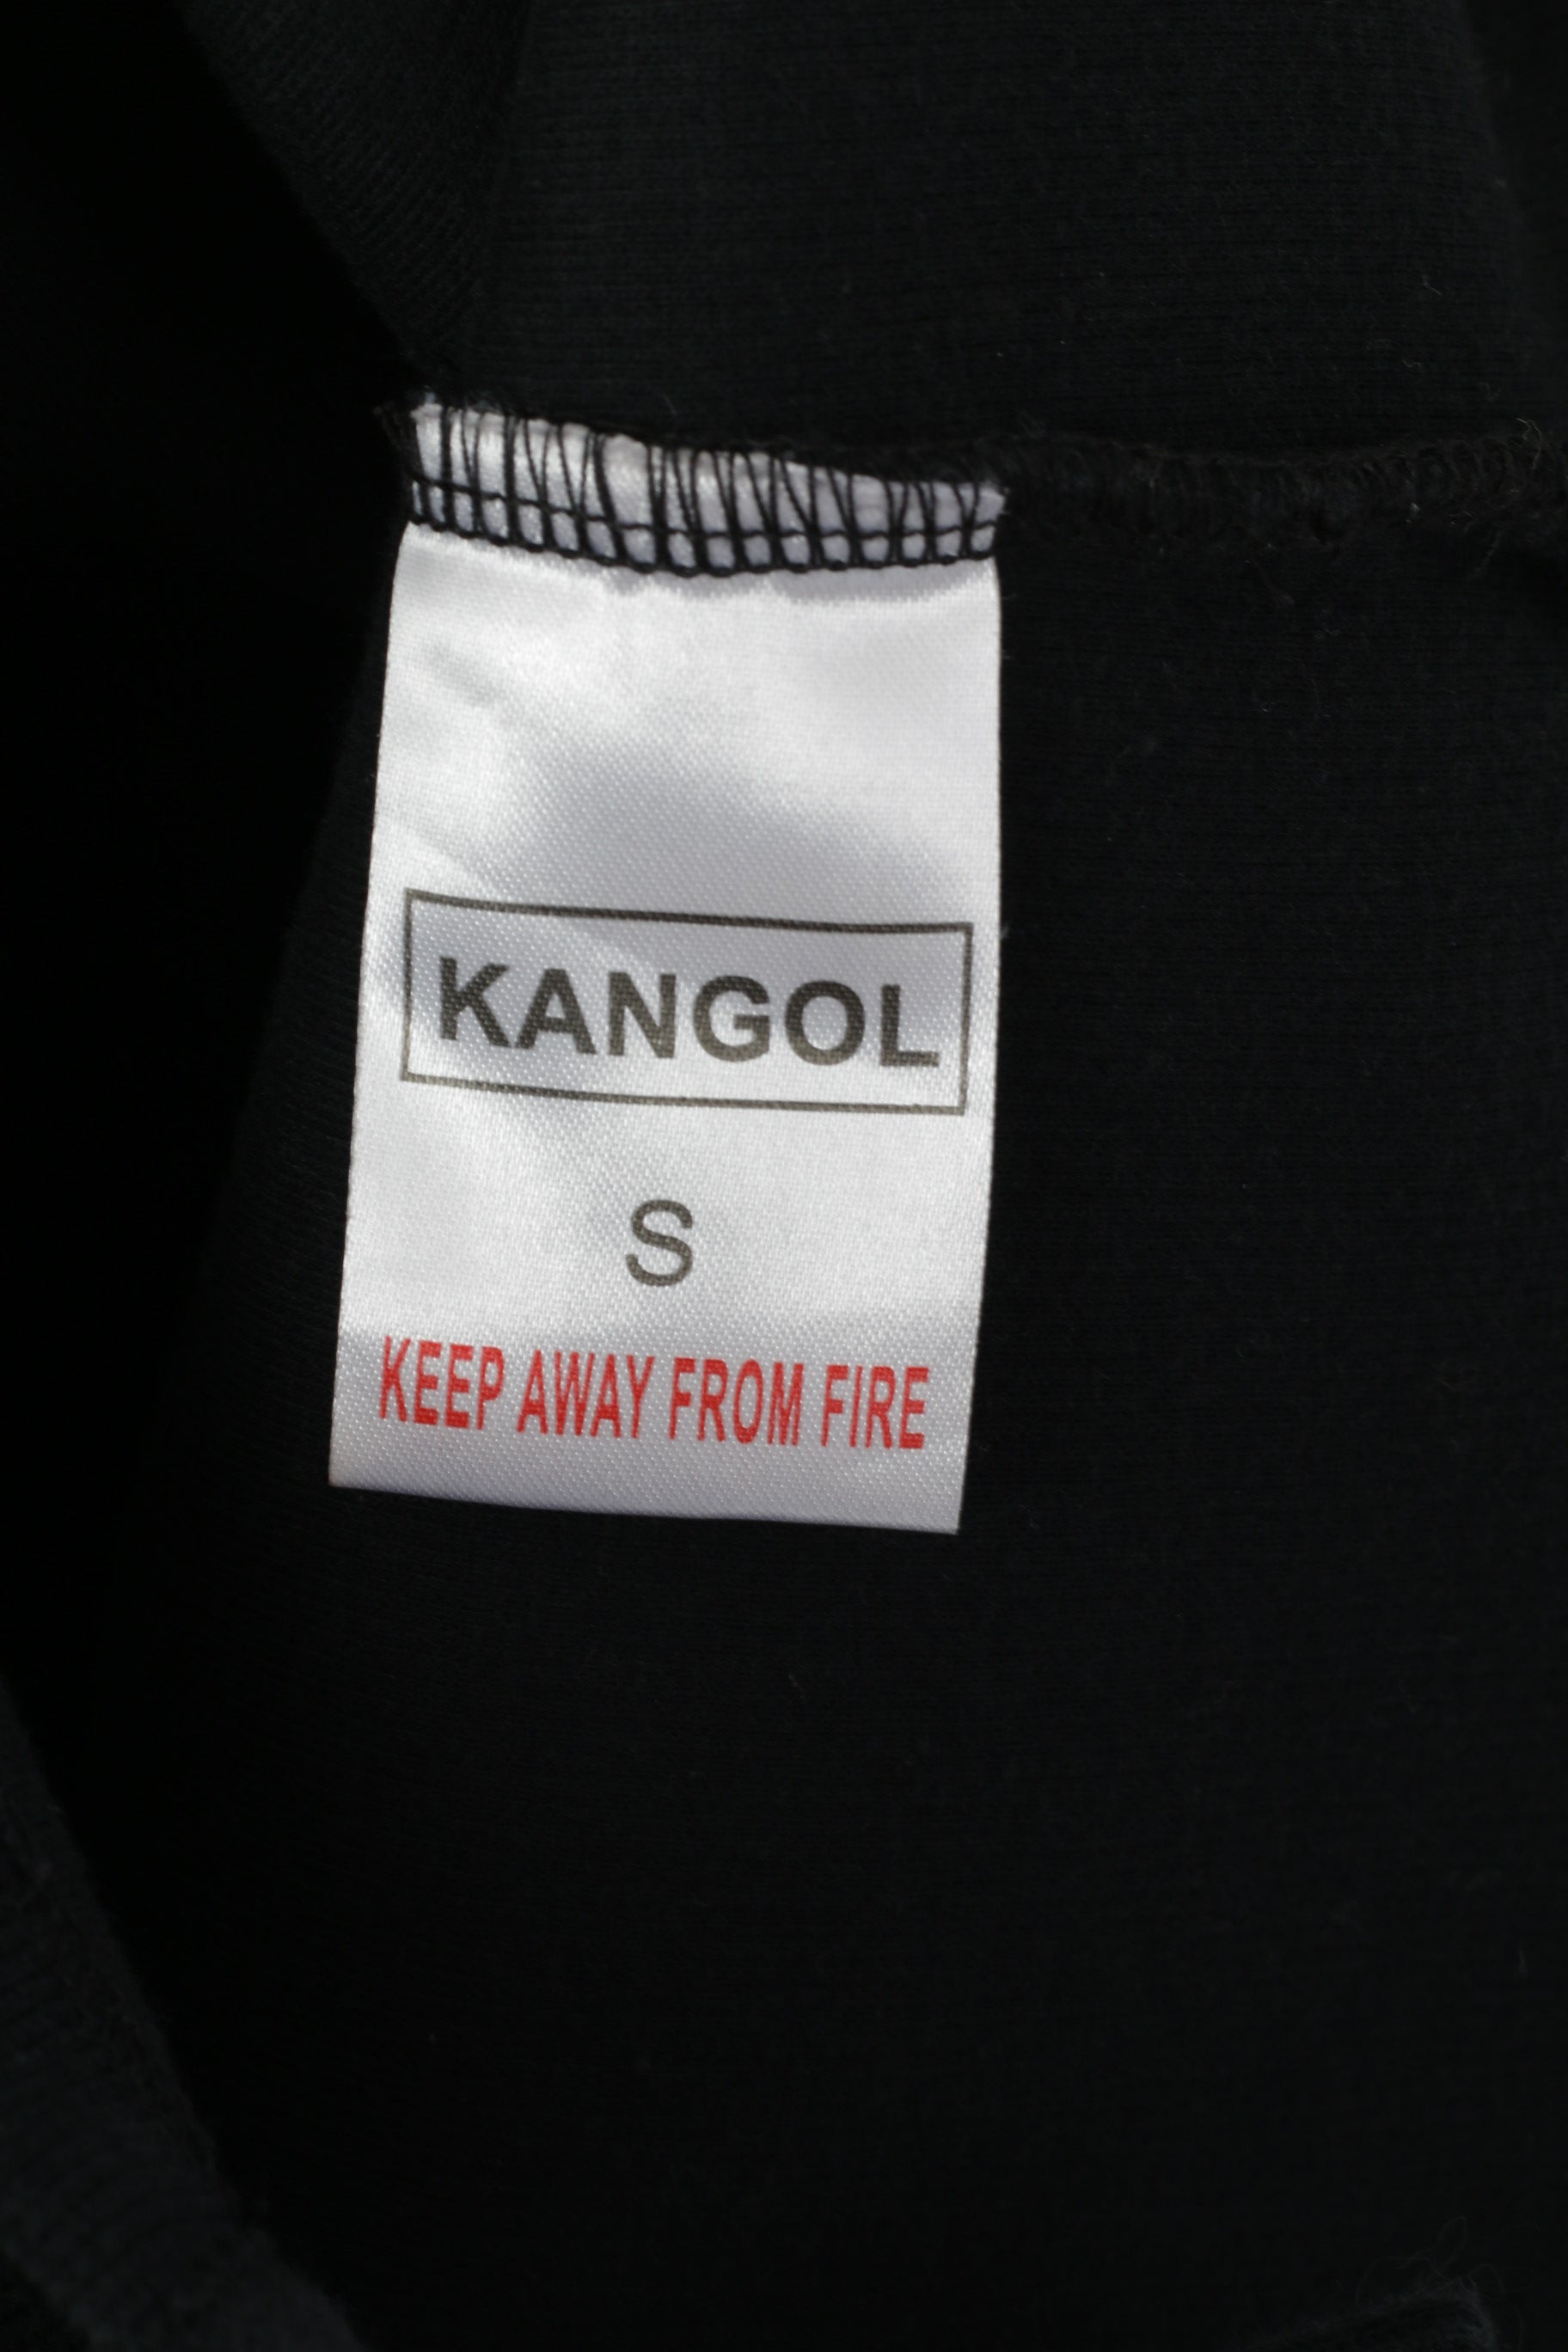 KANGOL
S
KEEP AWAY FROM FIRE